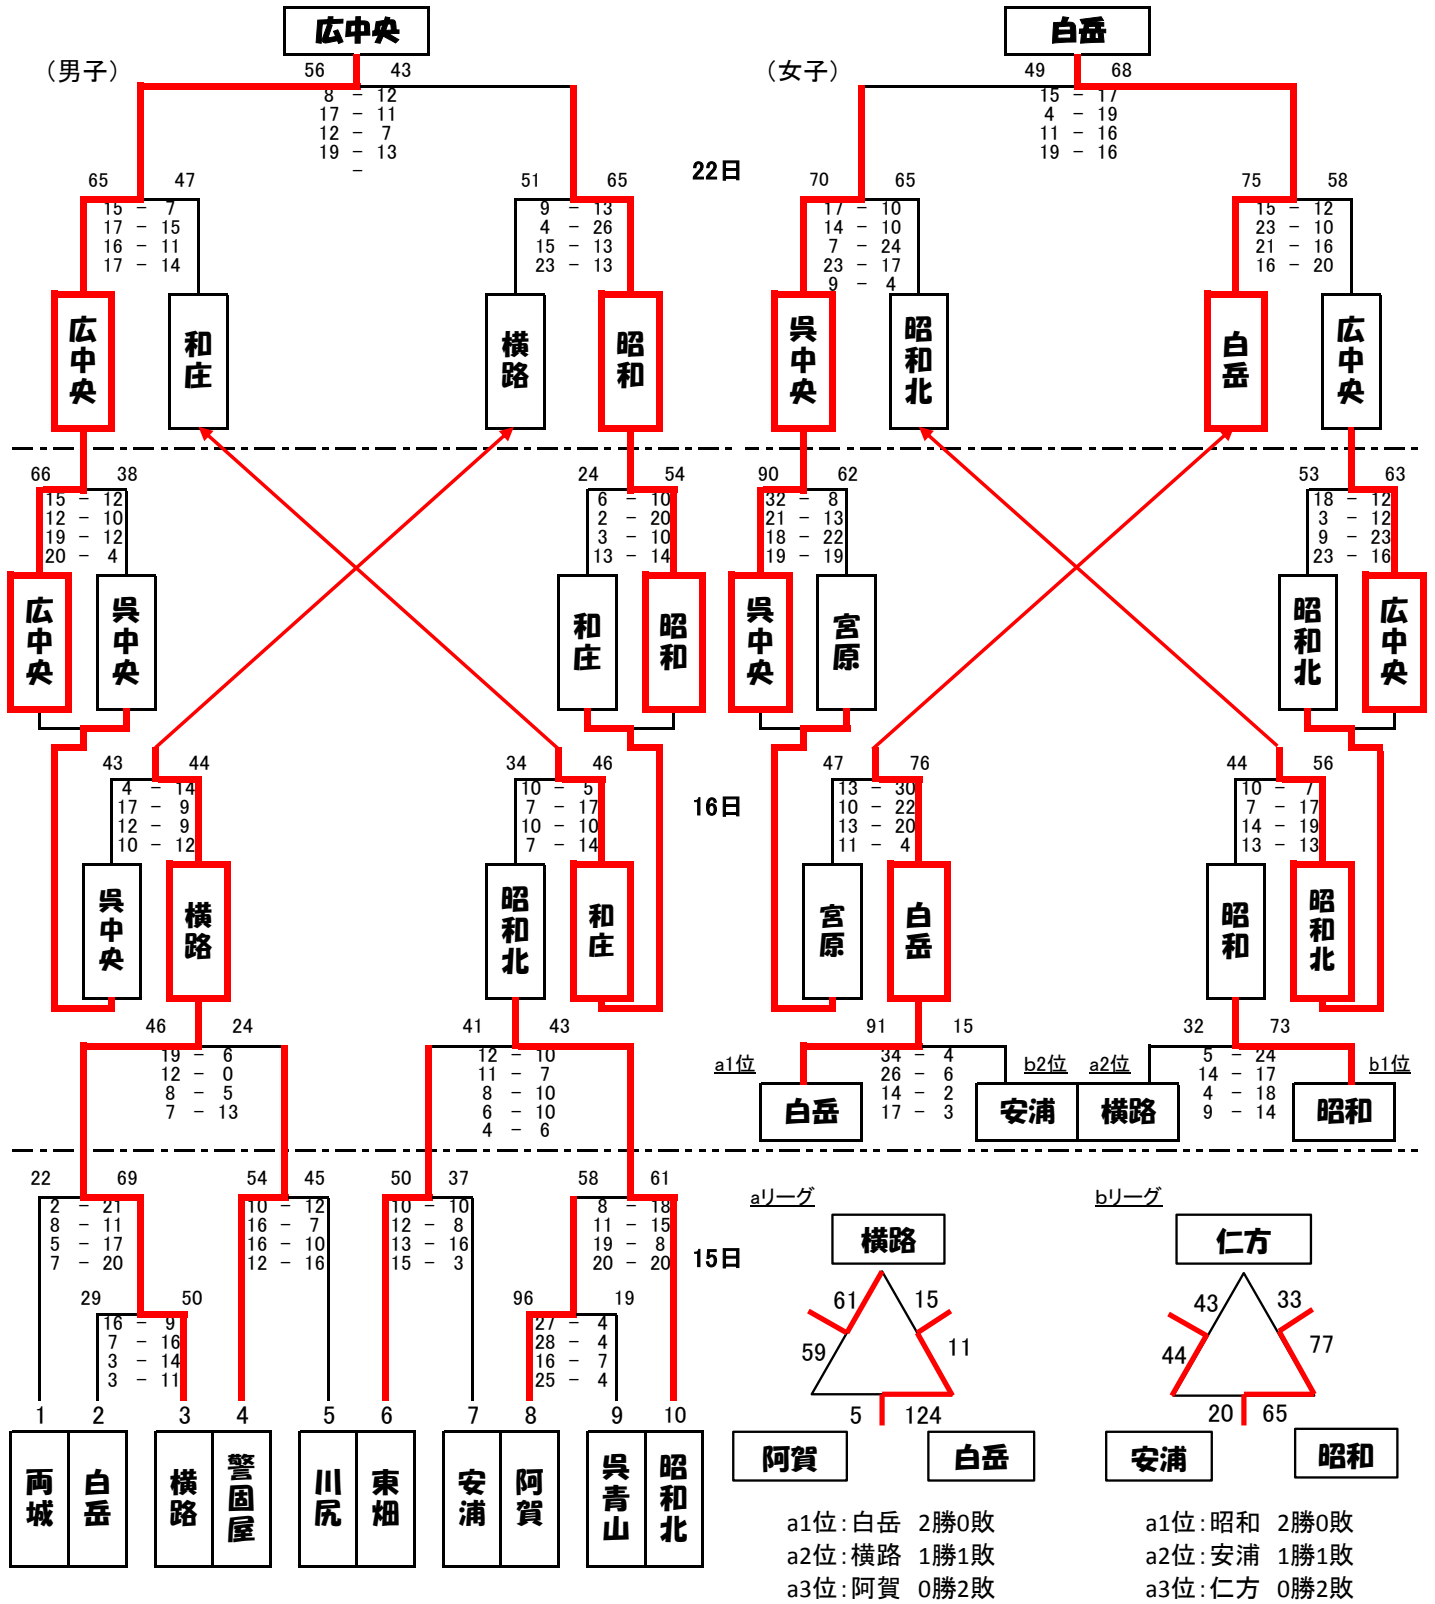 広中央
白岳
（男子）
（女子）
56 43
8 － 12
17 － 11
12 － 7
19 － 13
－
49 68
15 － 17
4 － 19
11 － 16
19 － 16
22日
65 47
15 － 7
17 － 15
16 － 11
17 － 14
51 65
9 － 13
4 － 26
15 － 13
23 － 13
70 65
17 － 10
14 － 10
7 － 24
23 － 17
9 － 4
75 58
15 － 12
23 － 10
21 － 16
16 － 20
広中央
和庄
横路
昭和
呉中央
昭和北
白岳
広中央
66 38
15 － 12
12 － 10
19 － 12
20 － 4
24 54
6 － 10
2 － 20
3 － 10
13 － 14
90 62
32 － 8
21 － 13
18 － 22
19 － 19
53 63
18 － 12
3 － 12
9 － 23
23 － 16
広中央
呉中央
和庄
昭和
呉中央
宮原
昭和北
広中央
43 44
4 － 14
17 － 9
12 － 9
10 － 12
34 46
10 － 5
7 － 17
10 － 10
7 － 14
16日
47 76
13 － 30
10 － 22
13 － 20
11 － 4
44 56
10 － 7
7 － 17
14 － 19
13 － 13
呉中央
横路
昭和北
和庄
宮原
白岳
昭和
昭和北
46 24
19 － 6
12 － 0
8 － 5
7 － 13
41 43
12 － 10
11 － 7
8 － 10
6 － 10
4 － 6
91 15
34 － 4
26 － 6
14 － 2
17 － 3
32 73
5 － 24
14 － 17
4 － 18
9 － 14
a1位
b2位
a2位
b1位
白岳
安浦
横路
昭和
22 69
2 － 21
8 － 11
5 － 17
7 － 20
54 45
10 － 12
16 － 7
16 － 10
12 － 16
50 37
10 － 10
12 － 8
13 － 16
15 － 3
58 61
8 － 18
11 － 15
19 － 8
20 － 20
15日
29 50
16 － 9
7 － 16
3 － 14
3 － 11
96 19
27 － 4
28 － 4
16 － 7
25 － 4
1 2 3 4 5 6 7 8 9 10
両城
白岳
横路
警固屋
川尻
東畑
安浦
阿賀
呉青山
昭和北
aリーグ
横路
61 15
59 11
5 124
阿賀
白岳
a1位：白岳 2勝0敗
a2位：横路 1勝1敗
a3位：阿賀 0勝2敗
bリーグ
仁方
43 33
44 77
20 65
安浦
昭和
a1位：昭和 2勝0敗
a2位：安浦 1勝1敗
a3位：仁方 0勝2敗